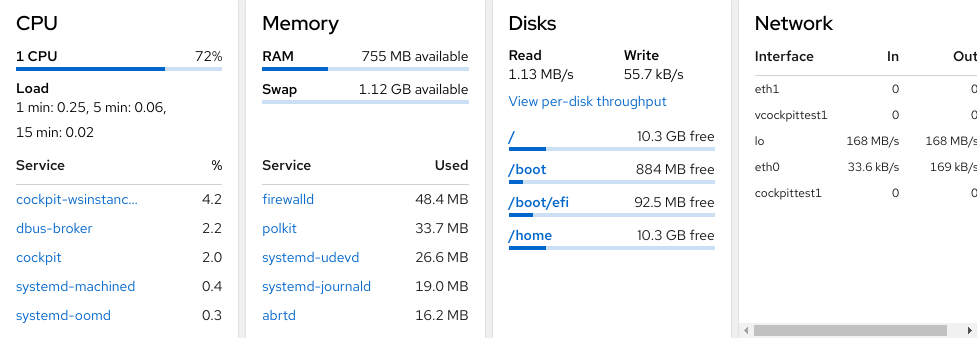 CPU
1 CPU 72%
Load
1 min: 0.25, 5 min: 0.06,
15 min: 0.02
Service %
cockpit-wsinstanc... 4.2
dbus-broker 2.2
cockpit 2.0
systemd-machined 0.4
systemd-oomd 0.3
Memory
RAM 755 MB available
Swap 1.12 GB available
Service Used
firewalld 48.4 MB
polkit 33.7 MB
systemd-udevd 26.6 MB
systemd-journald 19.0 MB
abrtd 16.2 MB
Disks
Read Write
1.13 MB/s 55.7 kB/s
View per-disk throughput
/ 10.3 GB free
/boot 884 MB free
/boot/efi 92.5 MB free
/home 10.3 GB free
Network
Interface In Out
eth1 0 0
vcockpittest1 0 0
lo 168 MB/s 168 MB/s
eth0 33.6 kB/s 169 kB/s
cockpittest1 0 0